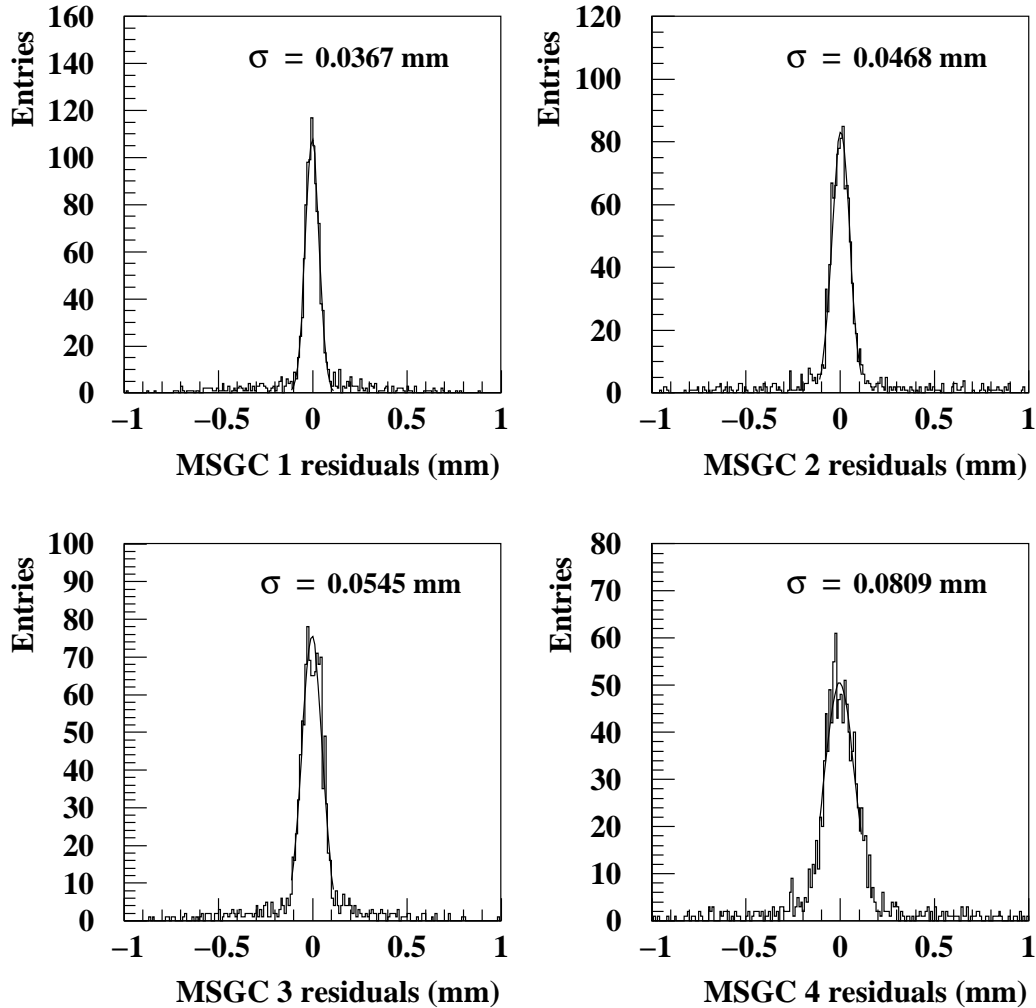 Entries
σ = 0.0367 mm
160
140
120
100
80
60
40
20
0
−1 −0.5 0 0.5 1
MSGC 1 residuals (mm)
Entries
σ = 0.0468 mm
120
100
80
60
40
20
0
−1 −0.5 0 0.5 1
MSGC 2 residuals (mm)
Entries
σ = 0.0545 mm
100
90
80
70
60
50
40
30
20
10
0
−1 −0.5 0 0.5 1
MSGC 3 residuals (mm)
Entries
σ = 0.0809 mm
80
70
60
50
40
30
20
10
0
−1 −0.5 0 0.5 1
MSGC 4 residuals (mm)